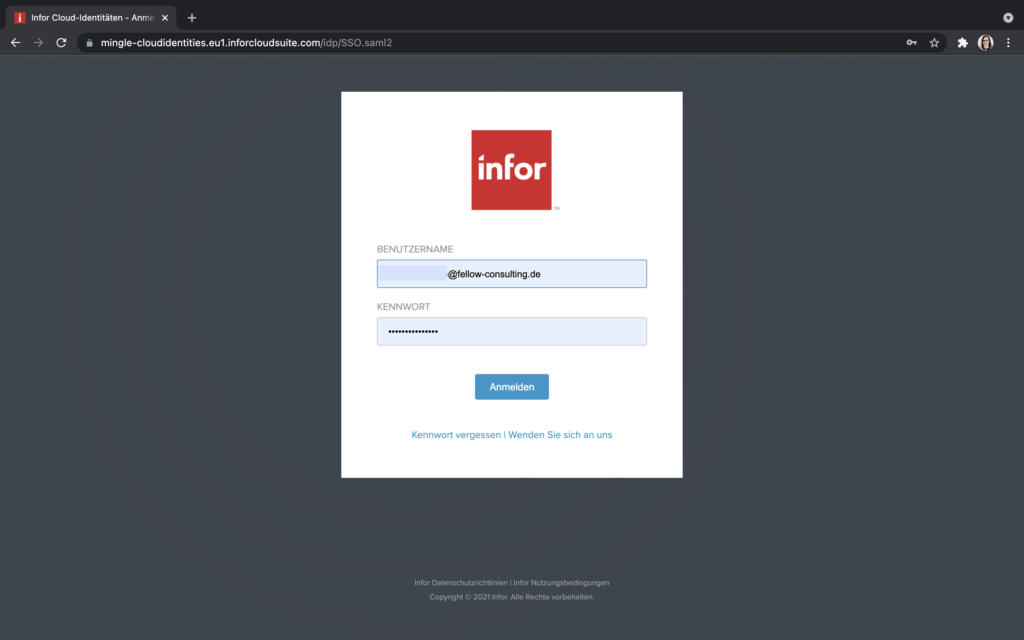 Infor Cloud-Identitäten - Anme
mingle-cloudidentities.eu1.inforcloudsuite.com/idp/SSO.saml2
infor
TM
BENUTZERNAME
@fellow-consulting.de
KENNWORT
Anmelden
Kennwort vergessen | Wenden Sie sich an uns
Infor Datenschutzrichtlinien | Infor Nutzungsbedingungen
Copyright © 2021 Infor. Alle Rechte vorbehalten.